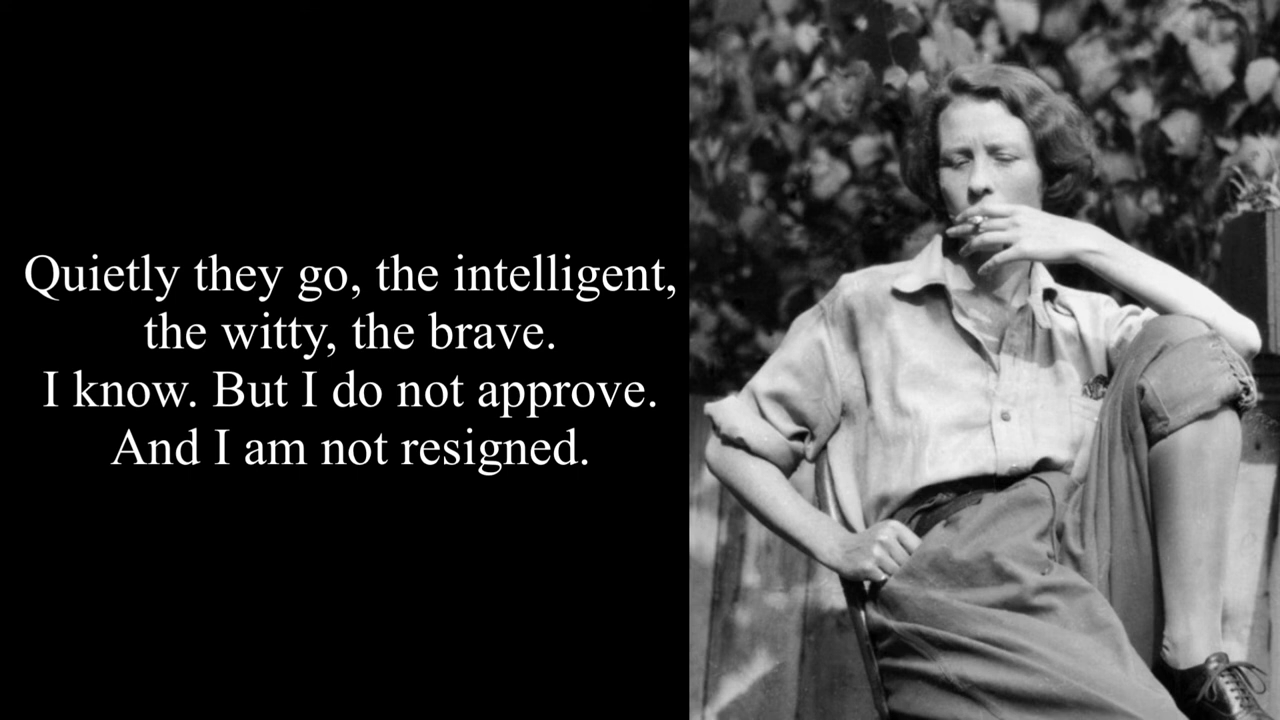 Quietly they go, the intelligent,
the witty, the brave.
I know. But I do not approve.
And I am not resigned.